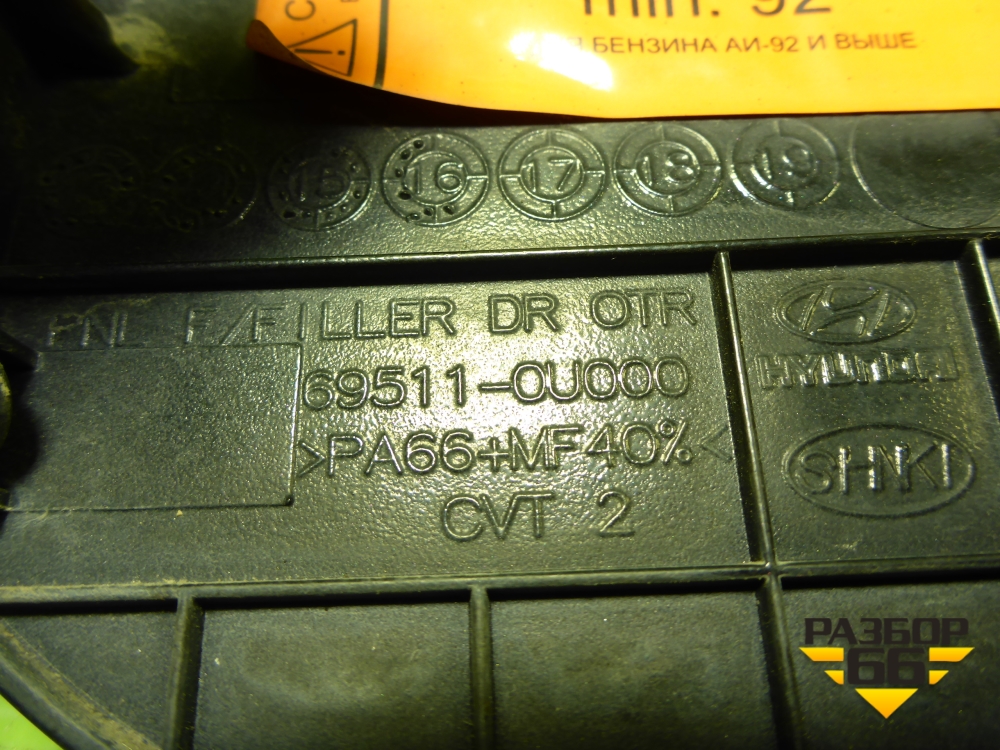 min. 92
БЕНЗИНА АИ-92 И ВЫШЕ
15 16 17 18 19
PNL F/FILLER DR OTR
69511-0U000
>PA66+MF40%<
CVT 2
HYUNDAI
SHNKI
РАЗБОР
66